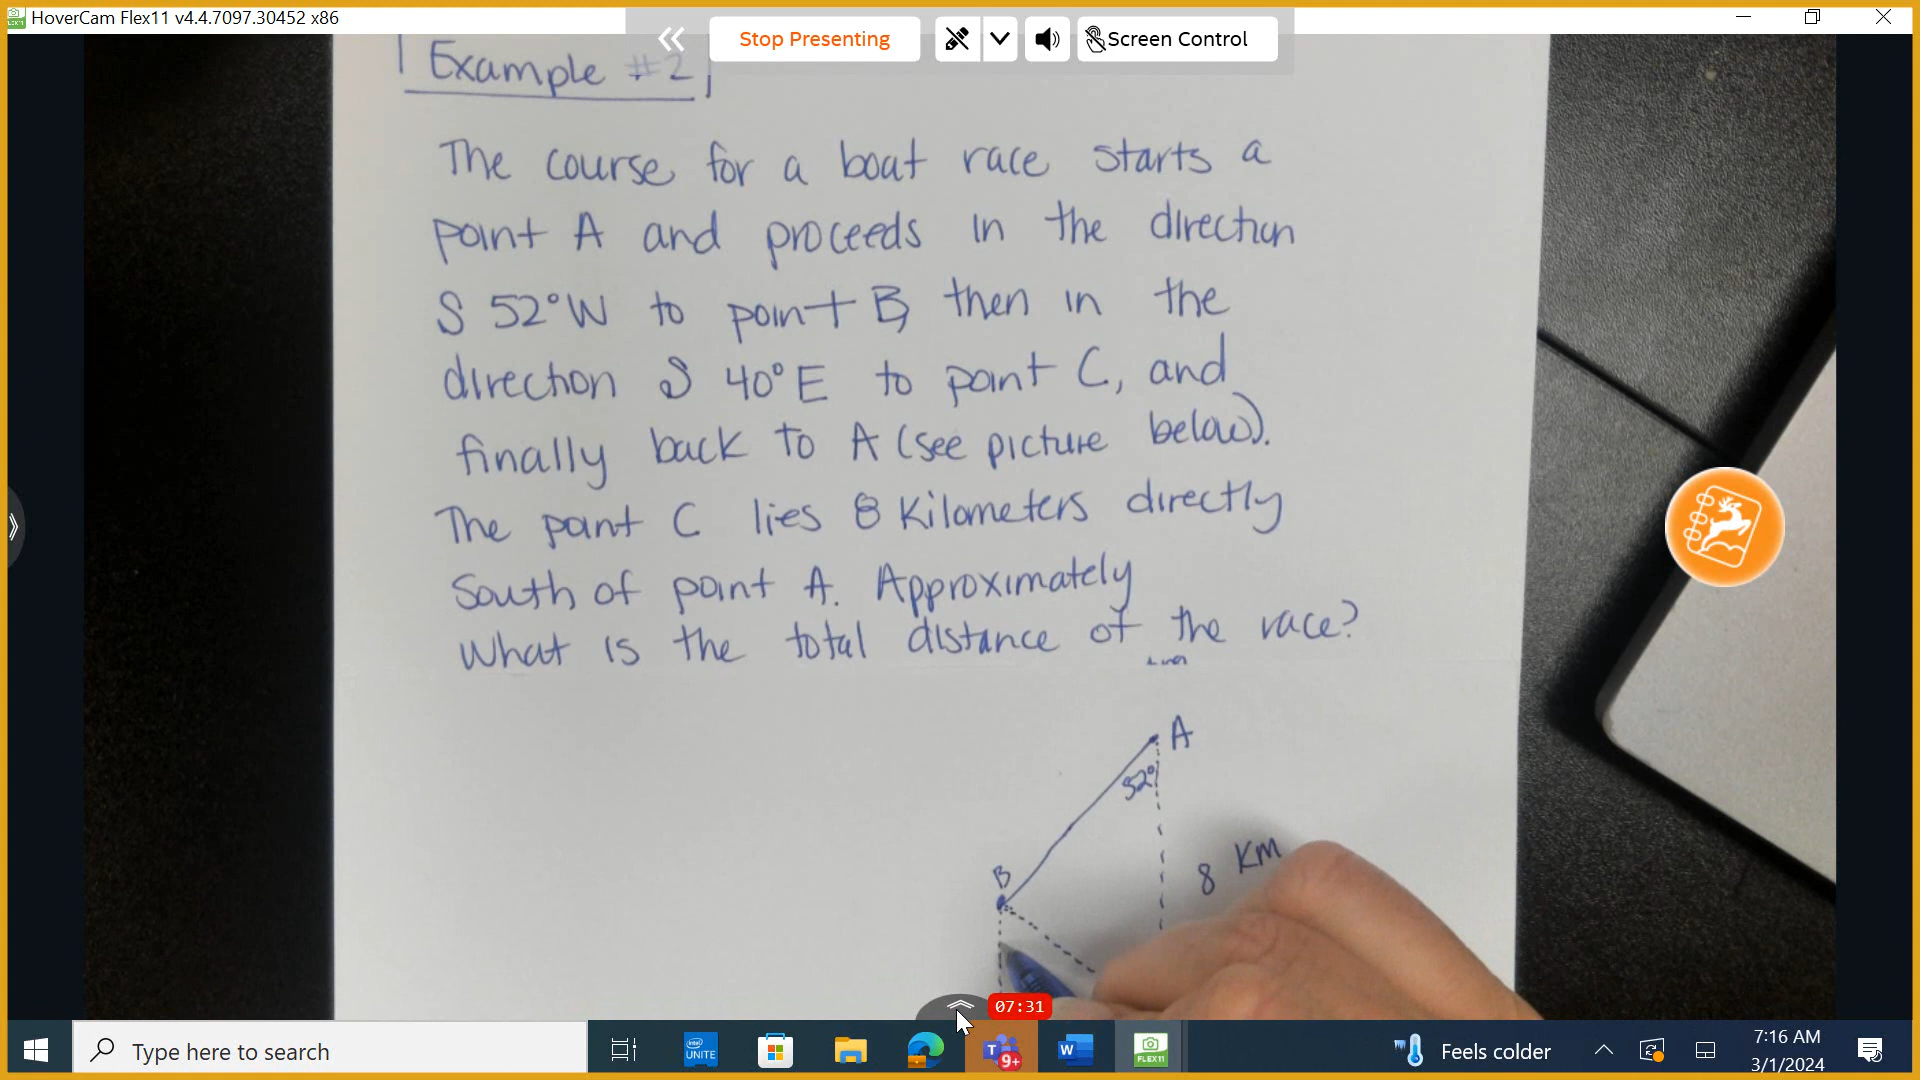 HoverCam Flex11 v4.4.7097.30452 x86
Stop Presenting
Screen Control
Example #2
The course for a boat race starts a
point A and proceeds in the direction
S 52°W to point B, then in the
direction S 40°E to point C, and
finally back to A (see picture below).
The point C lies 8 kilometers directly
South of point A. Approximately
What is the total distance of the race?
A
52°
B
8 KM
07:31
Type here to search
intel UNITE
9+
FLEX11
Feels colder
7:16 AM
3/1/2024